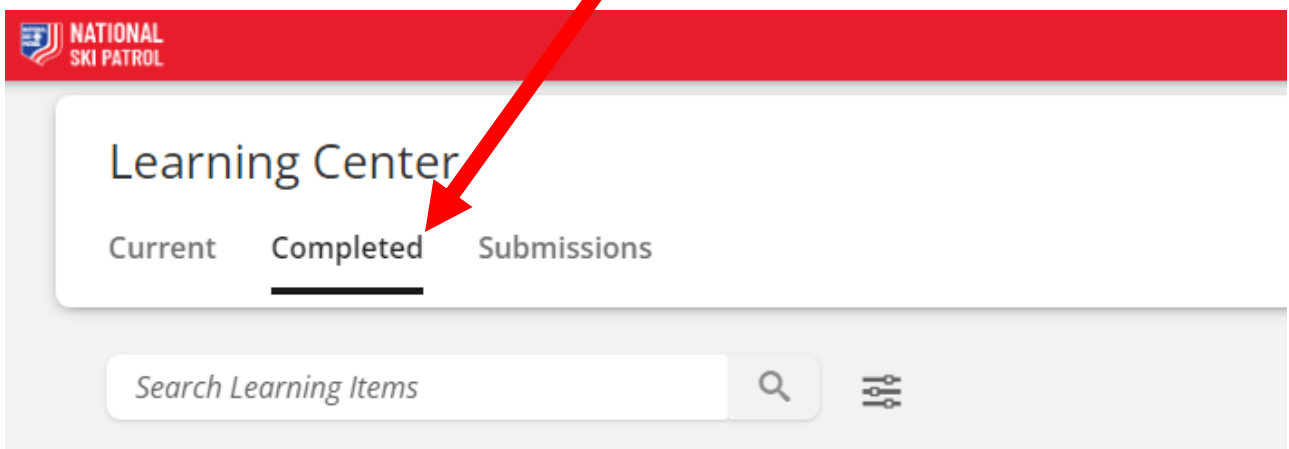 NATIONAL
SKI PATROL
Learning Center
Current Completed Submissions
Search Learning Items